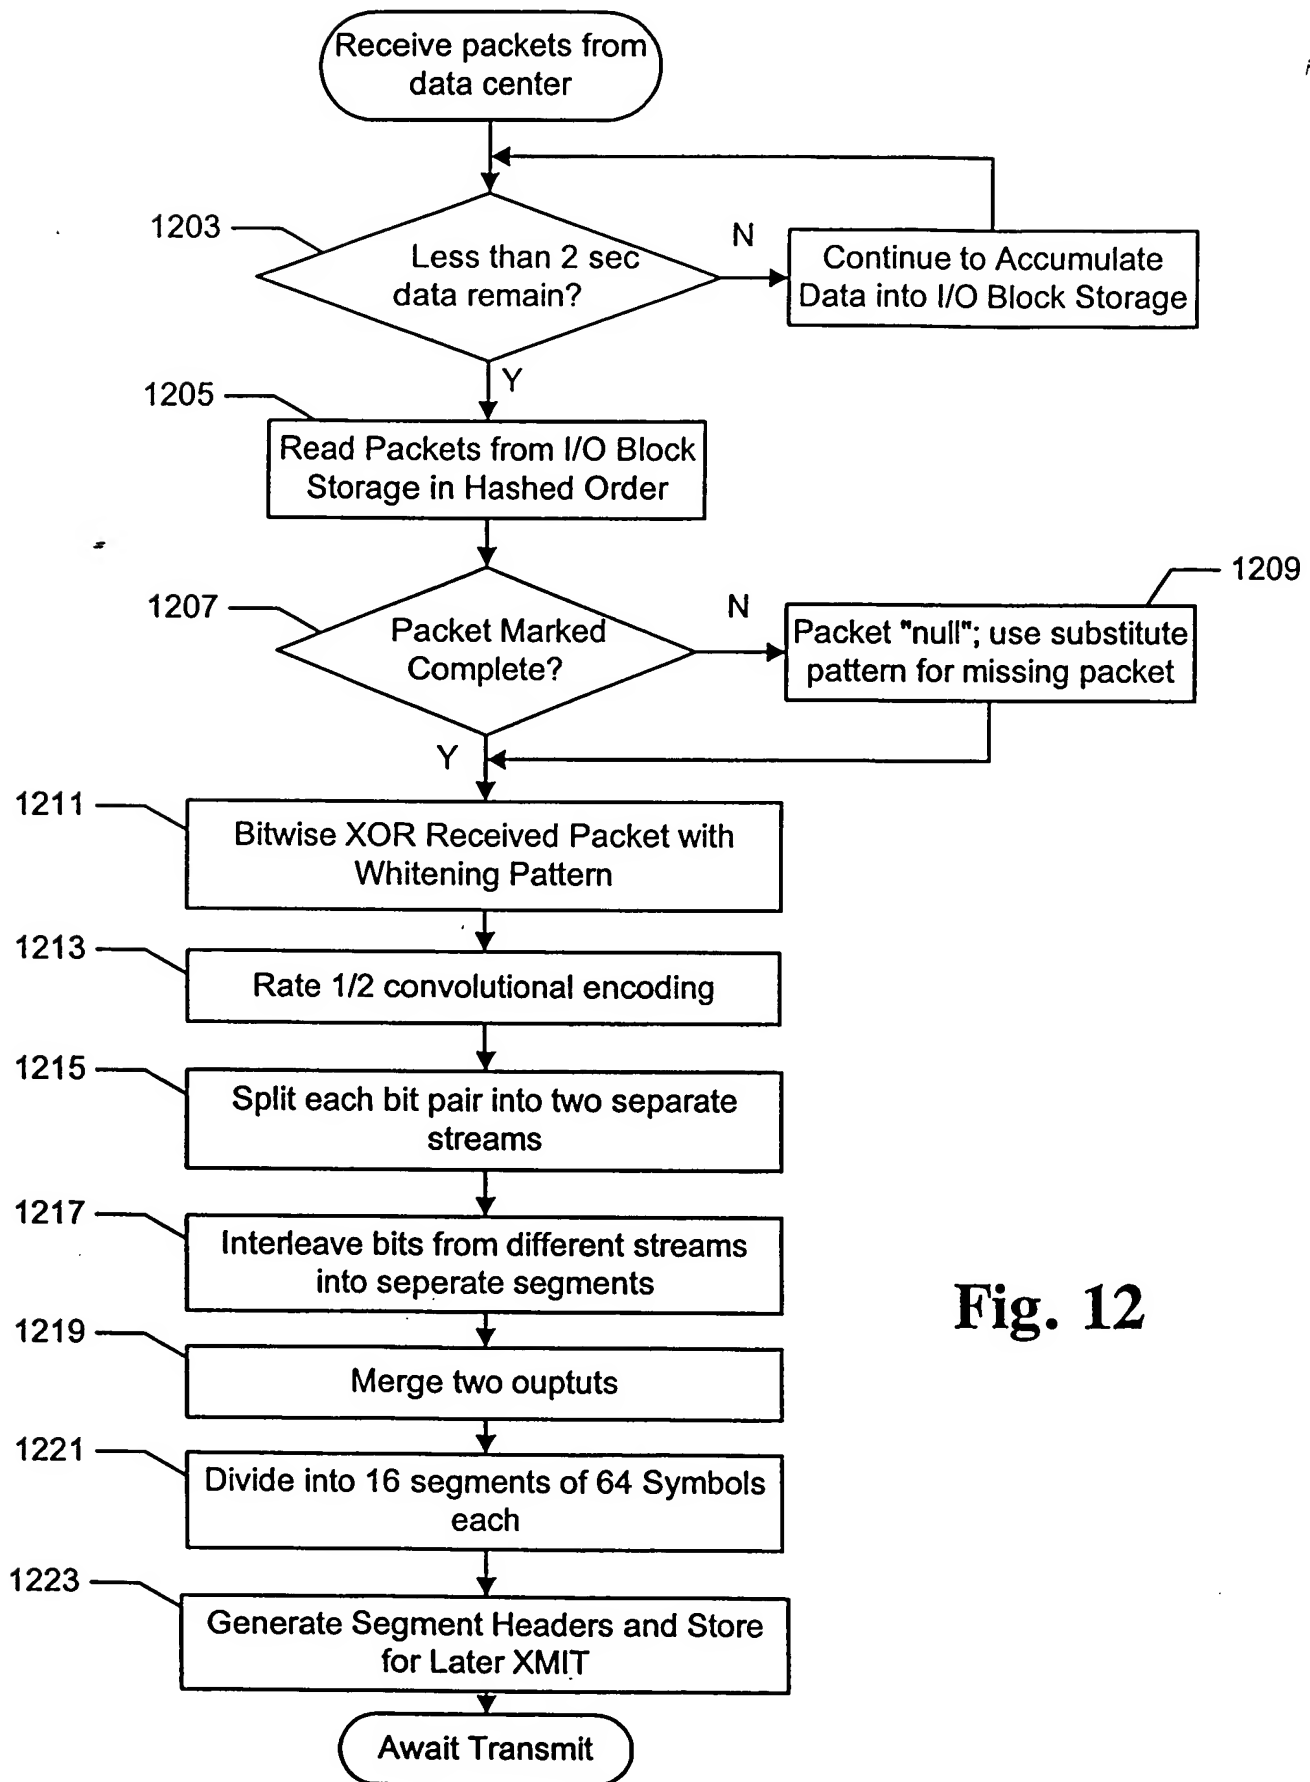 Receive packets from
data center
1203
Less than 2 sec
data remain?
N
Continue to Accumulate
Data into I/O Block Storage
Y
1205
Read Packets from I/O Block
Storage in Hashed Order
1207
Packet Marked
Complete?
N
1209
Packet "null"; use substitute
pattern for missing packet
Y
1211
Bitwise XOR Received Packet with
Whitening Pattern
1213
Rate 1/2 convolutional encoding
1215
Split each bit pair into two separate
streams
1217
Interleave bits from different streams
into seperate segments
Fig. 12
1219
Merge two ouptuts
1221
Divide into 16 segments of 64 Symbols
each
1223
Generate Segment Headers and Store
for Later XMIT
Await Transmit